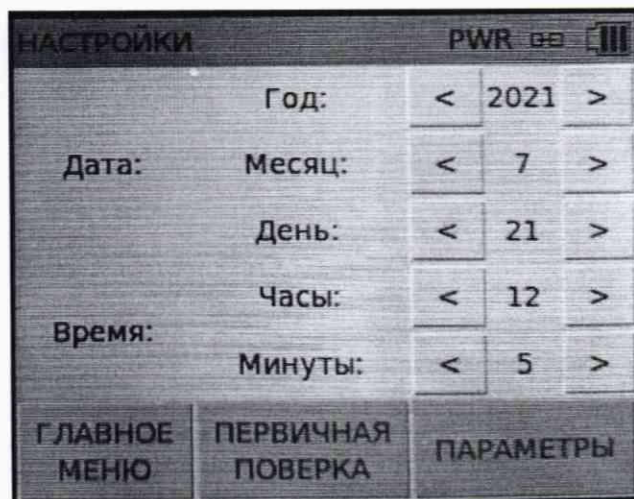 НАСТРОЙКИ PWR
Год: < 2021 >
Дата: Месяц: < 7 >
День: < 21 >
Часы: < 12 >
Время:
Минуты: < 5 >
ГЛАВНОЕ МЕНЮ
ПЕРВИЧНАЯ ПОВЕРКА
ПАРАМЕТРЫ